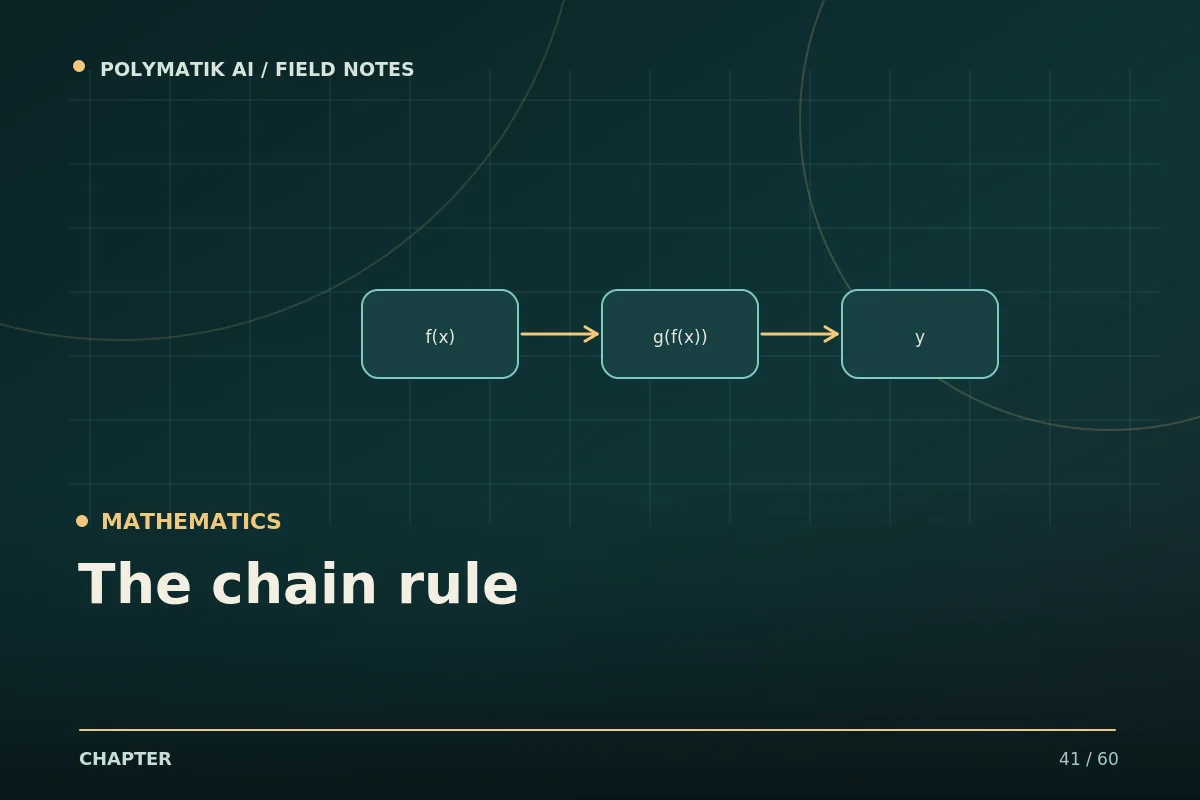 POLYMATIK AI / FIELD NOTES
f(x)
g(f(x))
y
MATHEMATICS
The chain rule
CHAPTER
41 / 60